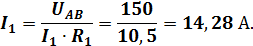 I₁ = U_AB / (I₁ · R₁) = 150 / 10,5 = 14,28 A.